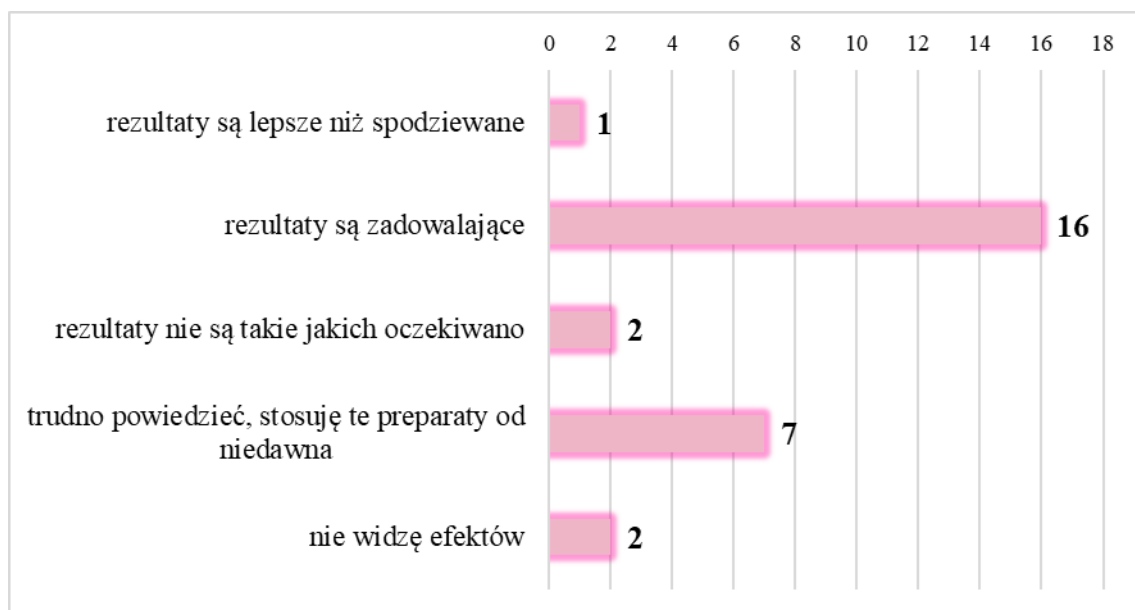 0 2 4 6 8 10 12 14 16 18
rezultaty są lepsze niż spodziewane 1
rezultaty są zadowalające 16
rezultaty nie są takie jakich oczekiwano 2
trudno powiedzieć, stosuję te preparaty od
niedawna 7
nie widzę efektów 2